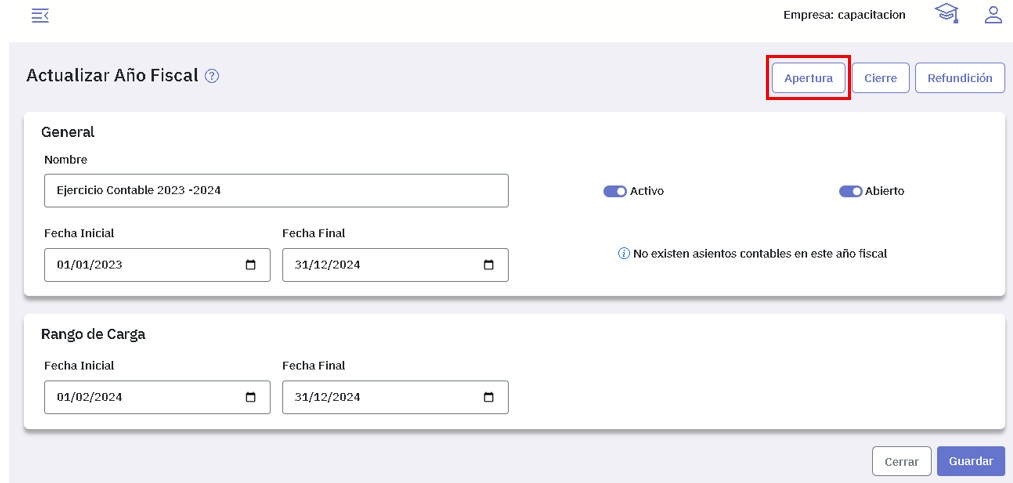 Empresa: capacitacion
Actualizar Año Fiscal ?
Apertura Cierre Refundición
General
Nombre
Ejercicio Contable 2023 -2024
Activo Abierto
Fecha Inicial Fecha Final
01/01/2023 31/12/2024
No existen asientos contables en este año fiscal
Rango de Carga
Fecha Inicial Fecha Final
01/02/2024 31/12/2024
Cerrar Guardar